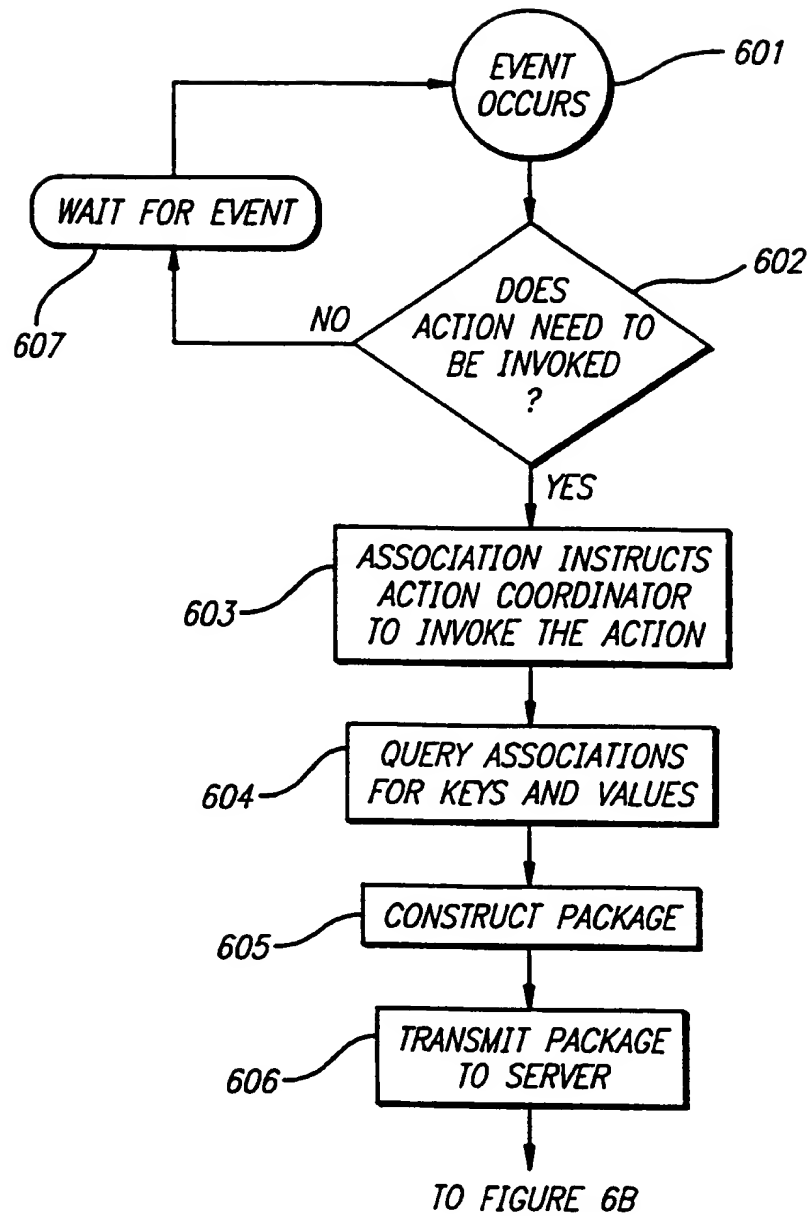 EVENT
OCCURS
601
WAIT FOR EVENT
607
DOES
ACTION NEED TO
BE INVOKED
?
602
NO
YES
ASSOCIATION INSTRUCTS
ACTION COORDINATOR
TO INVOKE THE ACTION
603
QUERY ASSOCIATIONS
FOR KEYS AND VALUES
604
CONSTRUCT PACKAGE
605
TRANSMIT PACKAGE
TO SERVER
606
TO FIGURE 6B